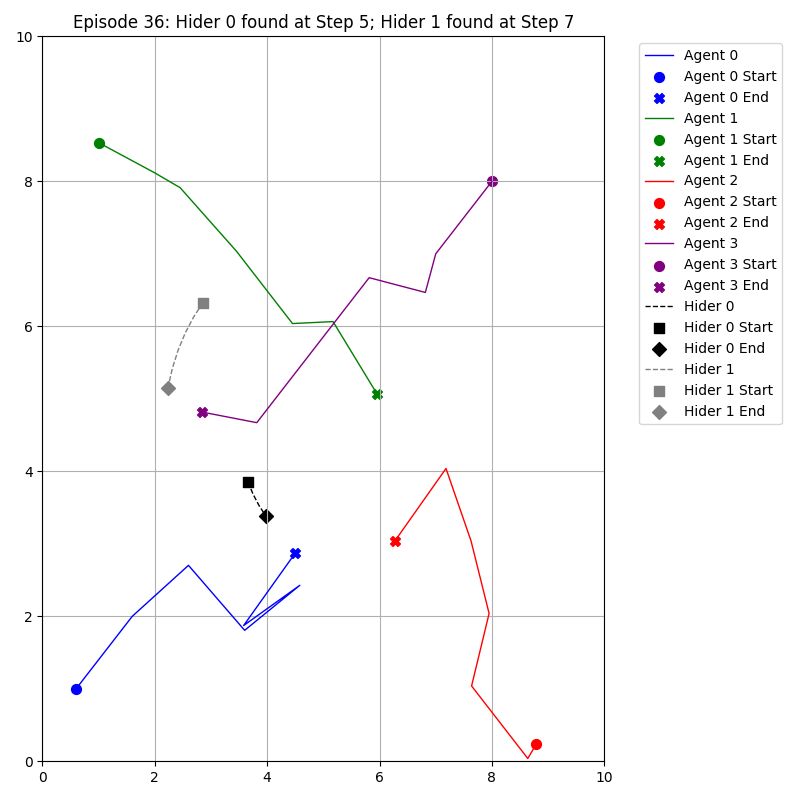 Episode 36: Hider 0 found at Step 5; Hider 1 found at Step 7
10
8
6
4
2
0
0 2 4 6 8 10
Agent 0
Agent 0 Start
Agent 0 End
Agent 1
Agent 1 Start
Agent 1 End
Agent 2
Agent 2 Start
Agent 2 End
Agent 3
Agent 3 Start
Agent 3 End
Hider 0
Hider 0 Start
Hider 0 End
Hider 1
Hider 1 Start
Hider 1 End